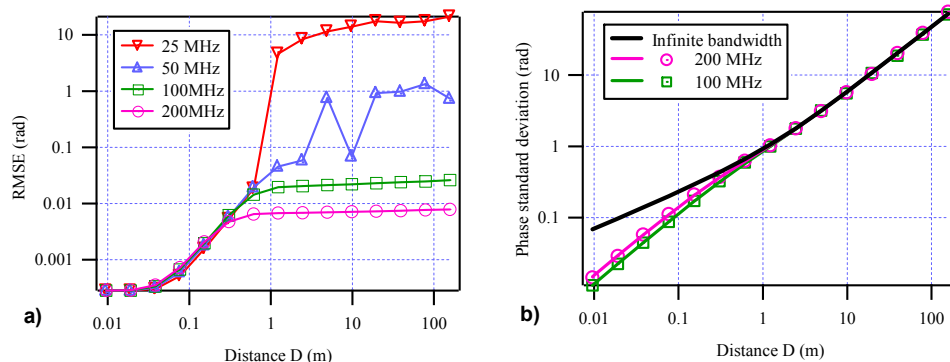 10
1
0.1
0.01
0.001
RMSE (rad)
25 MHz
50 MHz
100MHz
200MHz
0.01
0.1
1
10
100
Distance D (m)
a)
10
1
0.1
Phase standard deviation (rad)
Infinite bandwidth
200 MHz
100 MHz
0.01
0.1
1
10
100
Distance D (m)
b)